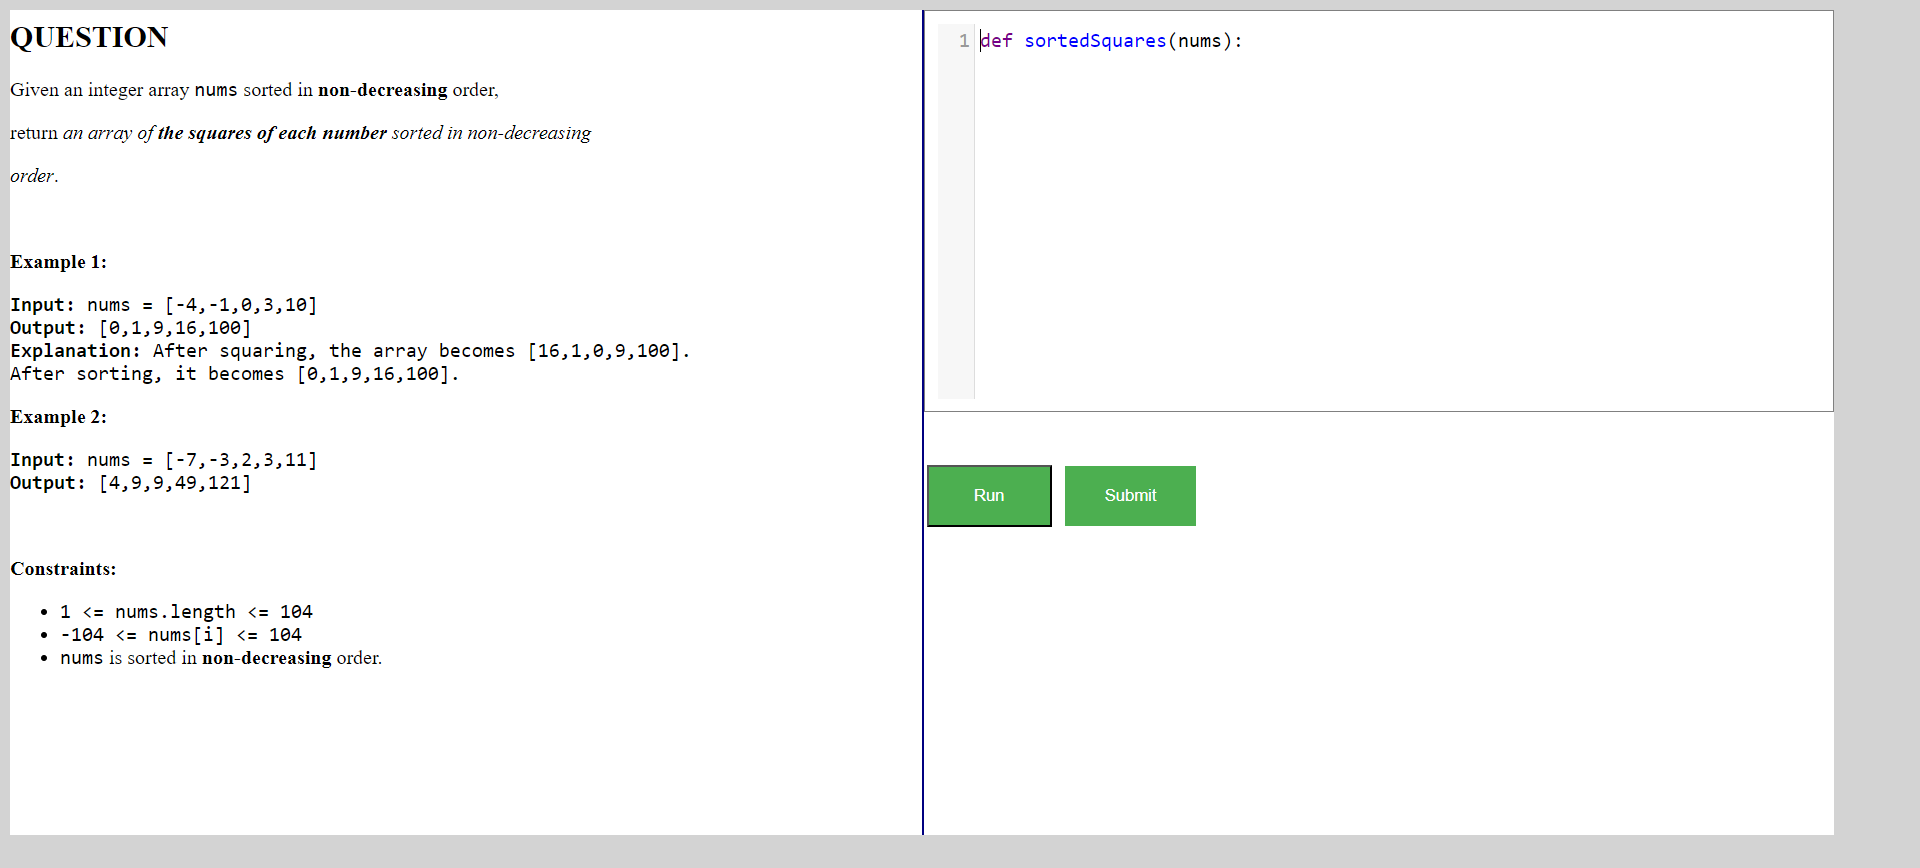 QUESTION
Given an integer array nums sorted in non-decreasing order,
return an array of the squares of each number sorted in non-decreasing
order.
Example 1:
Input: nums = [-4,-1,0,3,10]
Output: [0,1,9,16,100]
Explanation: After squaring, the array becomes [16,1,0,9,100].
After sorting, it becomes [0,1,9,16,100].
Example 2:
Input: nums = [-7,-3,2,3,11]
Output: [4,9,9,49,121]
Constraints:
• 1 <= nums.length <= 104
• -104 <= nums[i] <= 104
• nums is sorted in non-decreasing order.
1 def sortedSquares(nums):
Run Submit